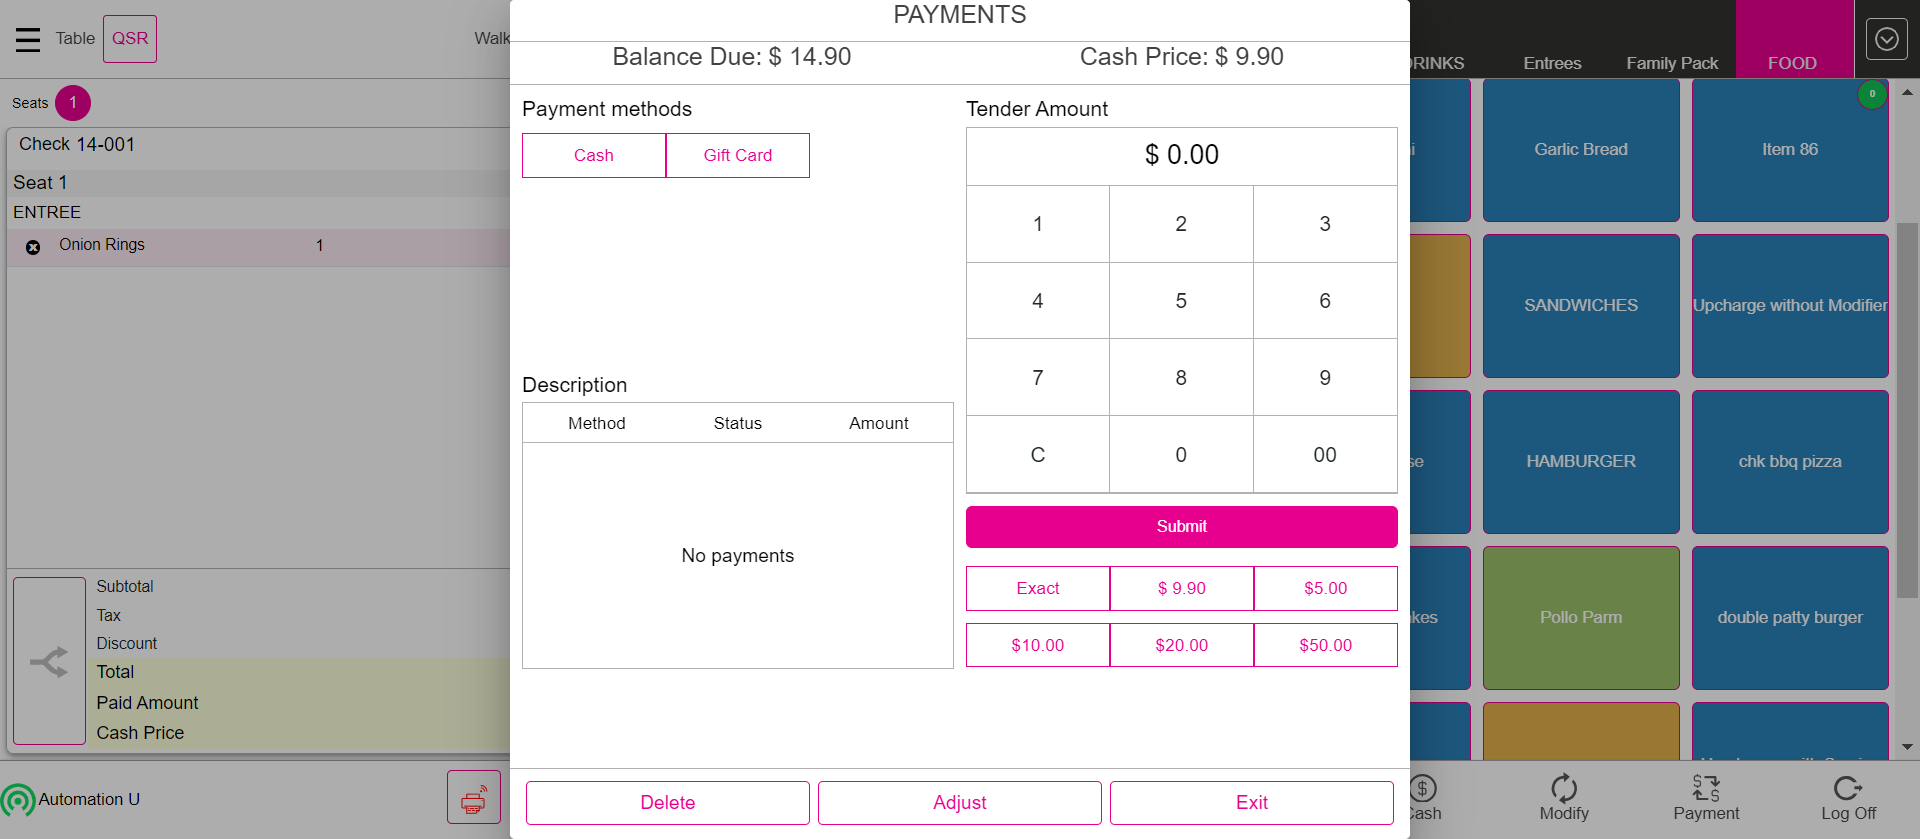 Table
QSR
Walk
PAYMENTS
Balance Due: $ 14.90
Cash Price: $ 9.90
RINKS
Entrees
Family Pack
FOOD
Seats
1
Check 14-001
Seat 1
ENTREE
Onion Rings
1
Subtotal
Tax
Discount
Total
Paid Amount
Cash Price
Automation U
Payment methods
Cash
Gift Card
Description
Method
Status
Amount
No payments
Tender Amount
$ 0.00
1
2
3
4
5
6
7
8
9
C
0
00
Submit
Exact
$ 9.90
$5.00
$10.00
$20.00
$50.00
Delete
Adjust
Exit
i
Garlic Bread
Item 86
0
SANDWICHES
Upcharge without Modifier
se
HAMBURGER
chk bbq pizza
kes
Pollo Parm
double patty burger
Cash
Modify
Payment
Log Off